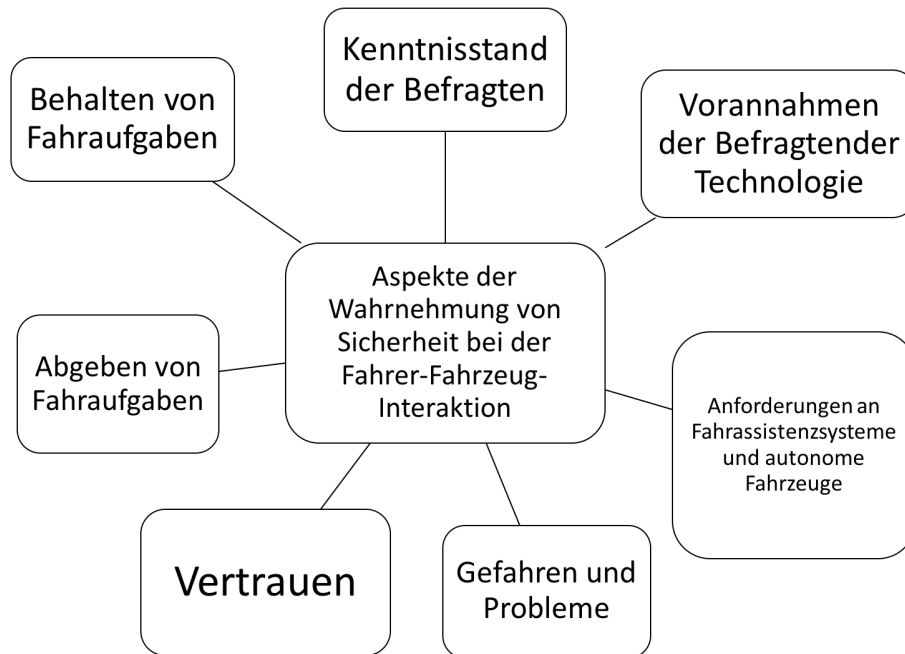 Kenntnisstand
der Befragten
Behalten von
Fahraufgaben
Vorannahmen
der Befragtender
Technologie
Aspekte der
Wahrnehmung von
Sicherheit bei der
Fahrer-Fahrzeug-
Interaktion
Abgeben von
Fahraufgaben
Anforderungen an
Fahrassistenzsysteme
und autonome
Fahrzeuge
Vertrauen
Gefahren und
Probleme